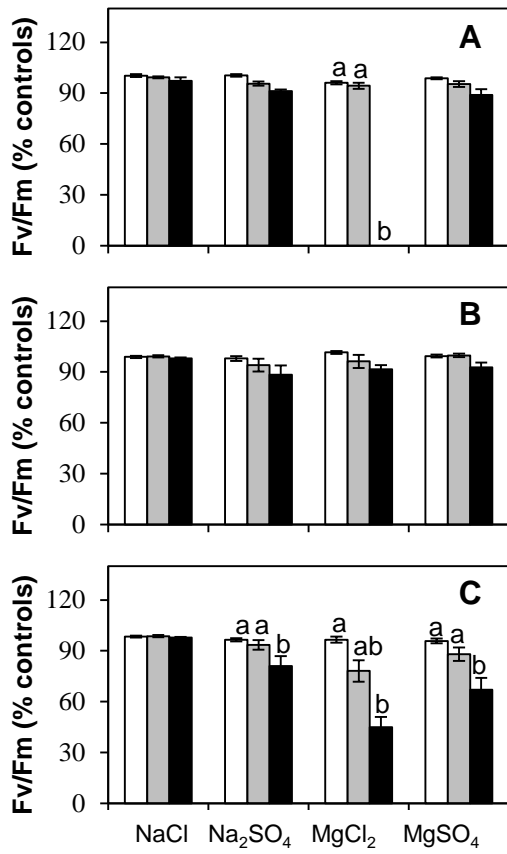 A
120
90
60
30
0
Fv/Fm (% controls)
a a
b
B
120
90
60
30
0
Fv/Fm (% controls)
C
120
90
60
30
0
Fv/Fm (% controls)
a a b
a ab b
a a b
NaCl Na₂SO₄ MgCl₂ MgSO₄